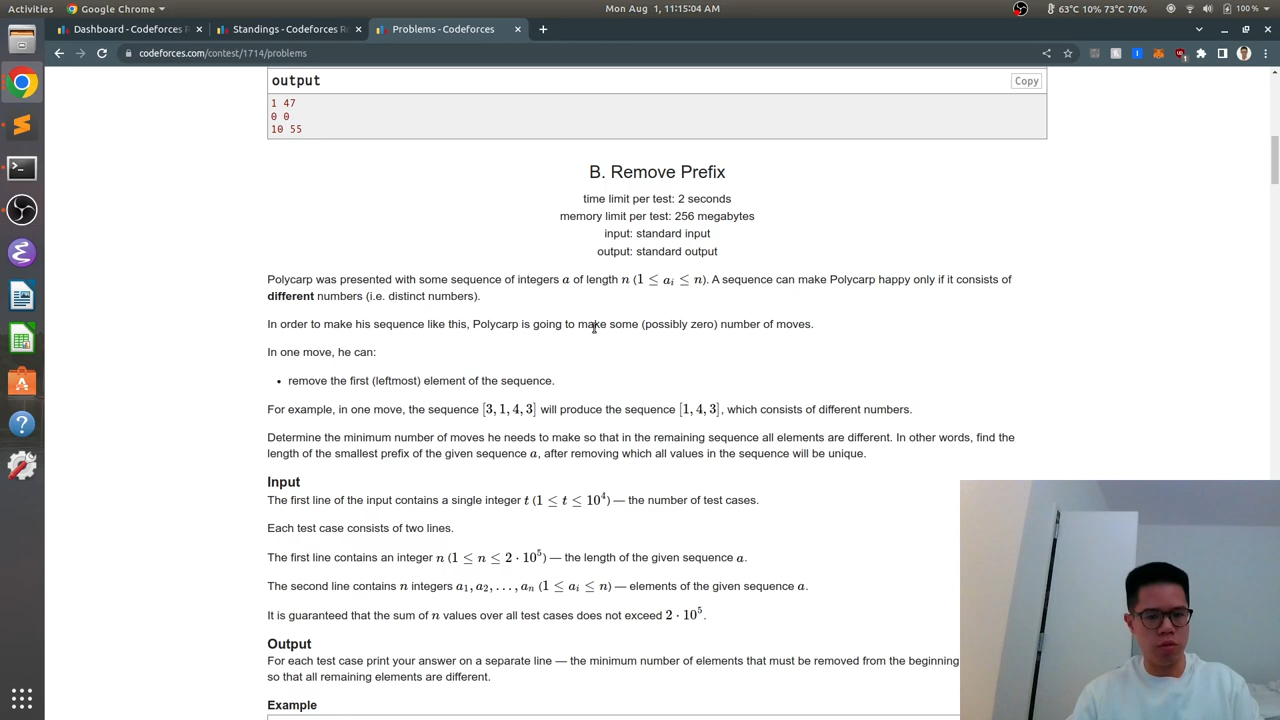 Activities
Google Chrome
Mon Aug 1, 11:15:04 AM
63°C 10% 73°C 70%
100 %
Dashboard - Codeforces R
Standings - Codeforces Ro
Problems - Codeforces
codeforces.com/contest/1714/problems
output
Copy
1 47
0 0
10 55
B. Remove Prefix
time limit per test: 2 seconds
memory limit per test: 256 megabytes
input: standard input
output: standard output
Polycarp was presented with some sequence of integers a of length n (1 ≤ a_i ≤ n). A sequence can make Polycarp happy only if it consists of
different numbers (i.e. distinct numbers).
In order to make his sequence like this, Polycarp is going to make some (possibly zero) number of moves.
In one move, he can:
• remove the first (leftmost) element of the sequence.
For example, in one move, the sequence [3, 1, 4, 3] will produce the sequence [1, 4, 3], which consists of different numbers.
Determine the minimum number of moves he needs to make so that in the remaining sequence all elements are different. In other words, find the
length of the smallest prefix of the given sequence a, after removing which all values in the sequence will be unique.
Input
The first line of the input contains a single integer t (1 ≤ t ≤ 10^4) — the number of test cases.
Each test case consists of two lines.
The first line contains an integer n (1 ≤ n ≤ 2 · 10^5) — the length of the given sequence a.
The second line contains n integers a_1, a_2, . . . , a_n (1 ≤ a_i ≤ n) — elements of the given sequence a.
It is guaranteed that the sum of n values over all test cases does not exceed 2 · 10^5.
Output
For each test case print your answer on a separate line — the minimum number of elements that must be removed from the beginning
so that all remaining elements are different.
Example